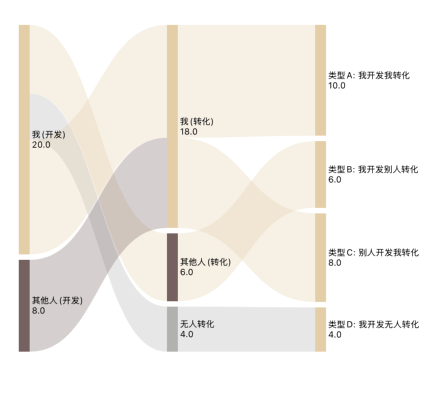 我(开发)
20.0
其他人(开发)
8.0
我(转化)
18.0
其他人(转化)
6.0
无人转化
4.0
类型A: 我开发我转化
10.0
类型B: 我开发别人转化
6.0
类型C: 别人开发我转化
8.0
类型D: 我开发无人转化
4.0